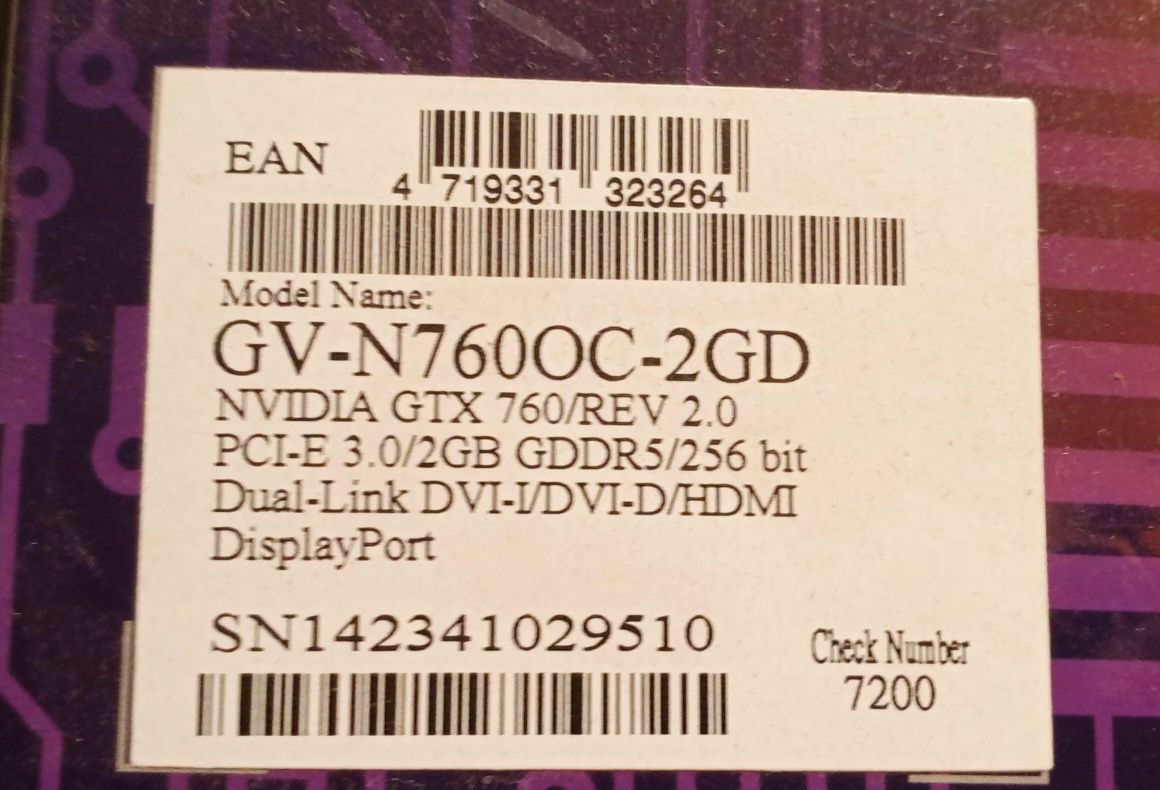 EAN
4 719331 323264
Model Name:
GV-N760OC-2GD
NVIDIA GTX 760/REV 2.0
PCI-E 3.0/2GB GDDR5/256 bit
Dual-Link DVI-I/DVI-D/HDMI
DisplayPort
SN142341029510
Check Number
7200